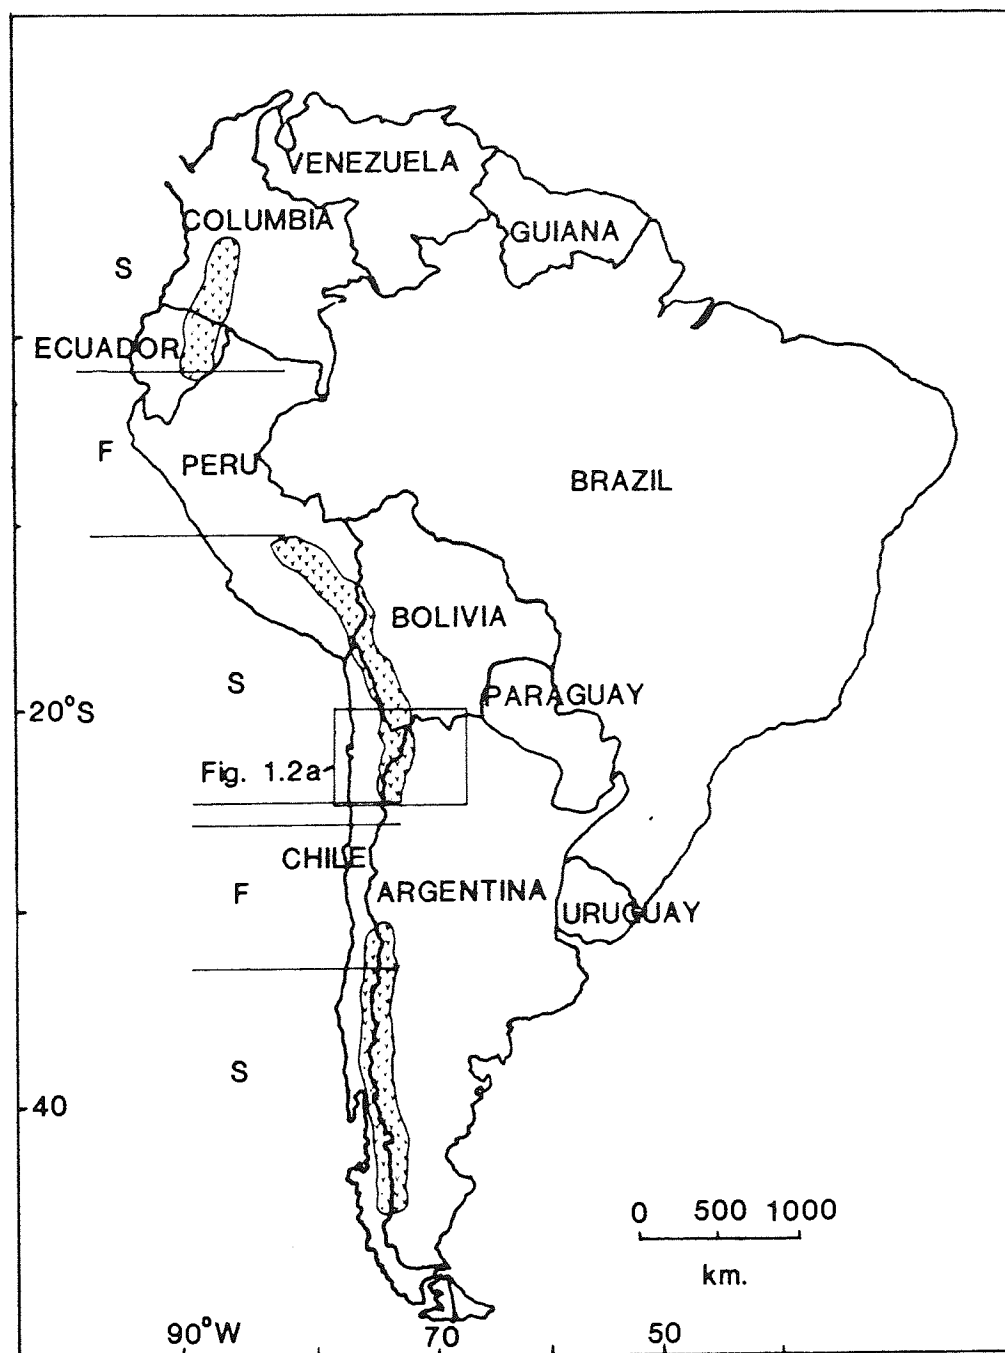 VENEZUELA
COLUMBIA
GUIANA
S
ECUADOR
F
PERU
BRAZIL
BOLIVIA
S
PARAGUAY
20°S
Fig. 1.2a
CHILE
F
ARGENTINA
URUGUAY
S
40
0 500 1000
km.
90°W 70 50